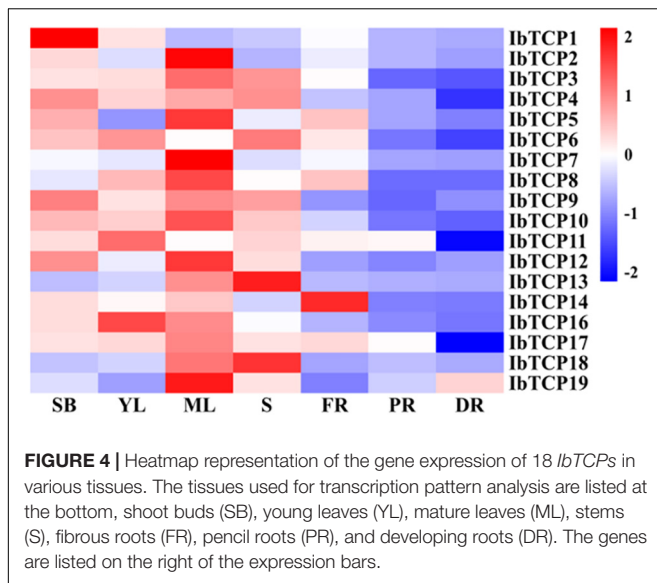 IbTCP1
IbTCP2
IbTCP3
IbTCP4
IbTCP5
IbTCP6
IbTCP7
IbTCP8
IbTCP9
IbTCP10
IbTCP11
IbTCP12
IbTCP13
IbTCP14
IbTCP16
IbTCP17
IbTCP18
IbTCP19
2
1
0
-1
-2
SB YL ML S FR PR DR
FIGURE 4 | Heatmap representation of the gene expression of 18 IbTCPs in
various tissues. The tissues used for transcription pattern analysis are listed at
the bottom, shoot buds (SB), young leaves (YL), mature leaves (ML), stems
(S), fibrous roots (FR), pencil roots (PR), and developing roots (DR). The genes
are listed on the right of the expression bars.